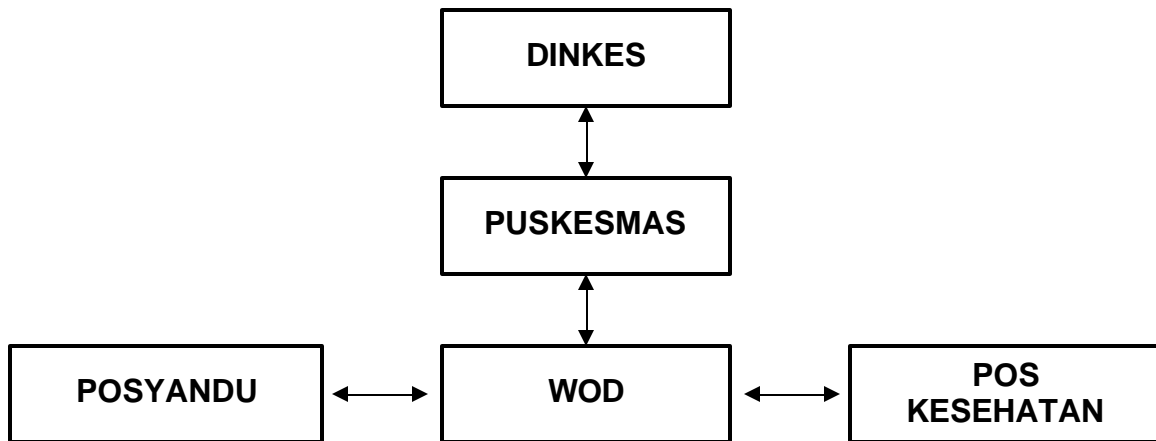 DINKES
PUSKESMAS
POSYANDU
WOD
POS
KESEHATAN